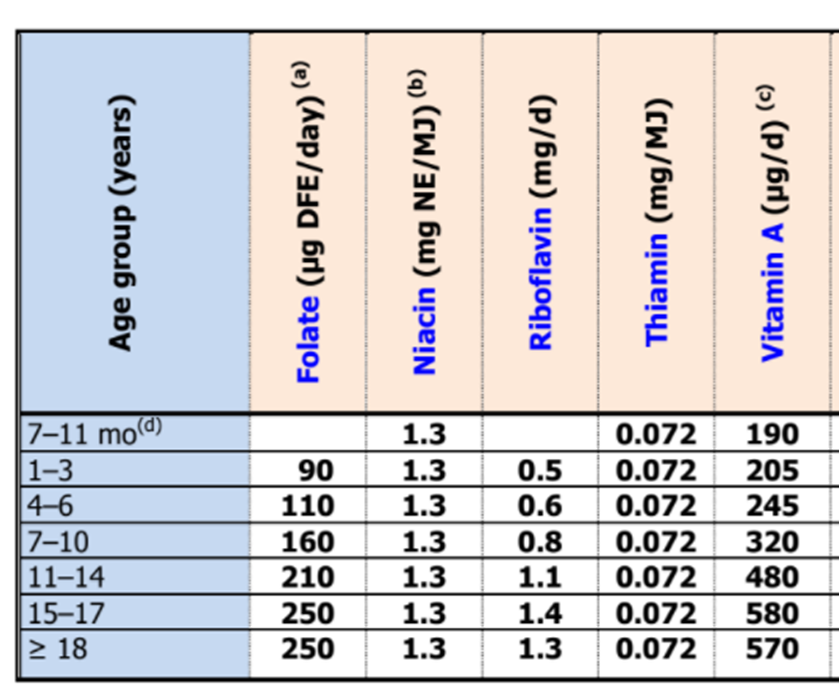 Age group (years) Folate (µg DFE/day) (a) Niacin (mg NE/MJ) (b) Riboflavin (mg/d) Thiamin (mg/MJ) Vitamin A (µg/d) (c)
7–11 mo(d) 1.3 0.072 190
1–3 90 1.3 0.5 0.072 205
4–6 110 1.3 0.6 0.072 245
7–10 160 1.3 0.8 0.072 320
11–14 210 1.3 1.1 0.072 480
15–17 250 1.3 1.4 0.072 580
≥ 18 250 1.3 1.3 0.072 570